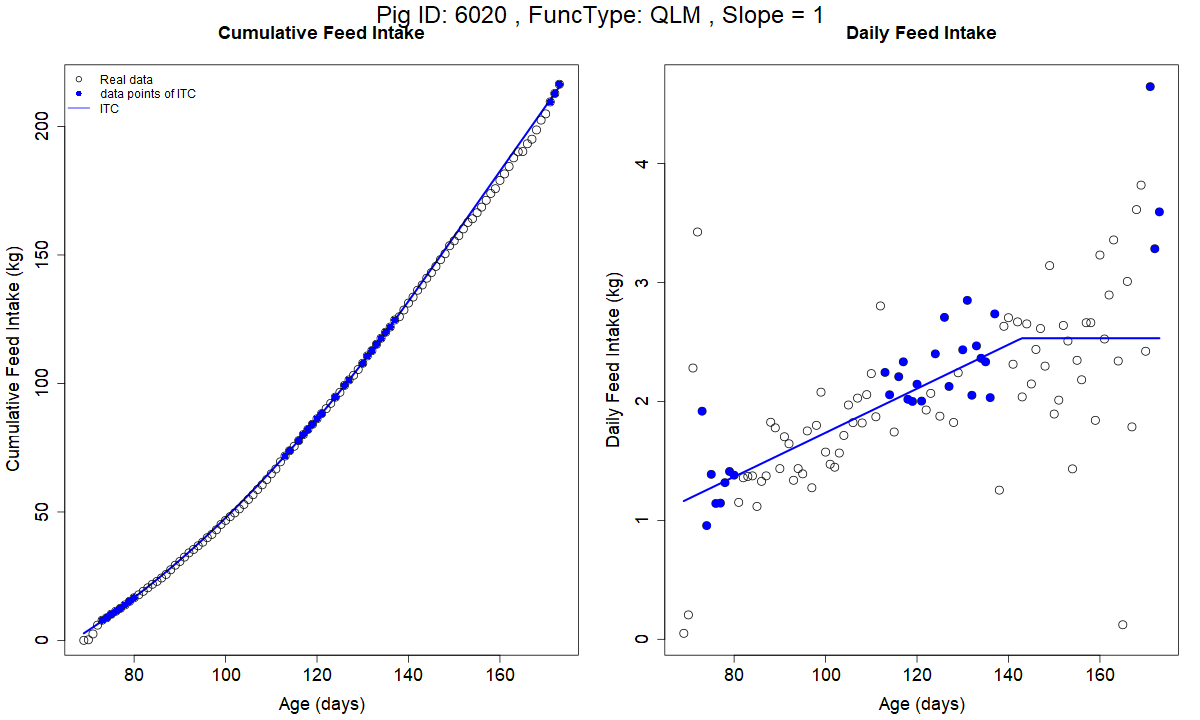 Pig ID: 6020 , FuncType: QLM , Slope = 1
Cumulative Feed Intake
Daily Feed Intake
Real data
data points of ITC
ITC
Cumulative Feed Intake (kg)
0
50
100
150
200
80
100
120
140
160
Age (days)
Daily Feed Intake (kg)
0
1
2
3
4
80
100
120
140
160
Age (days)